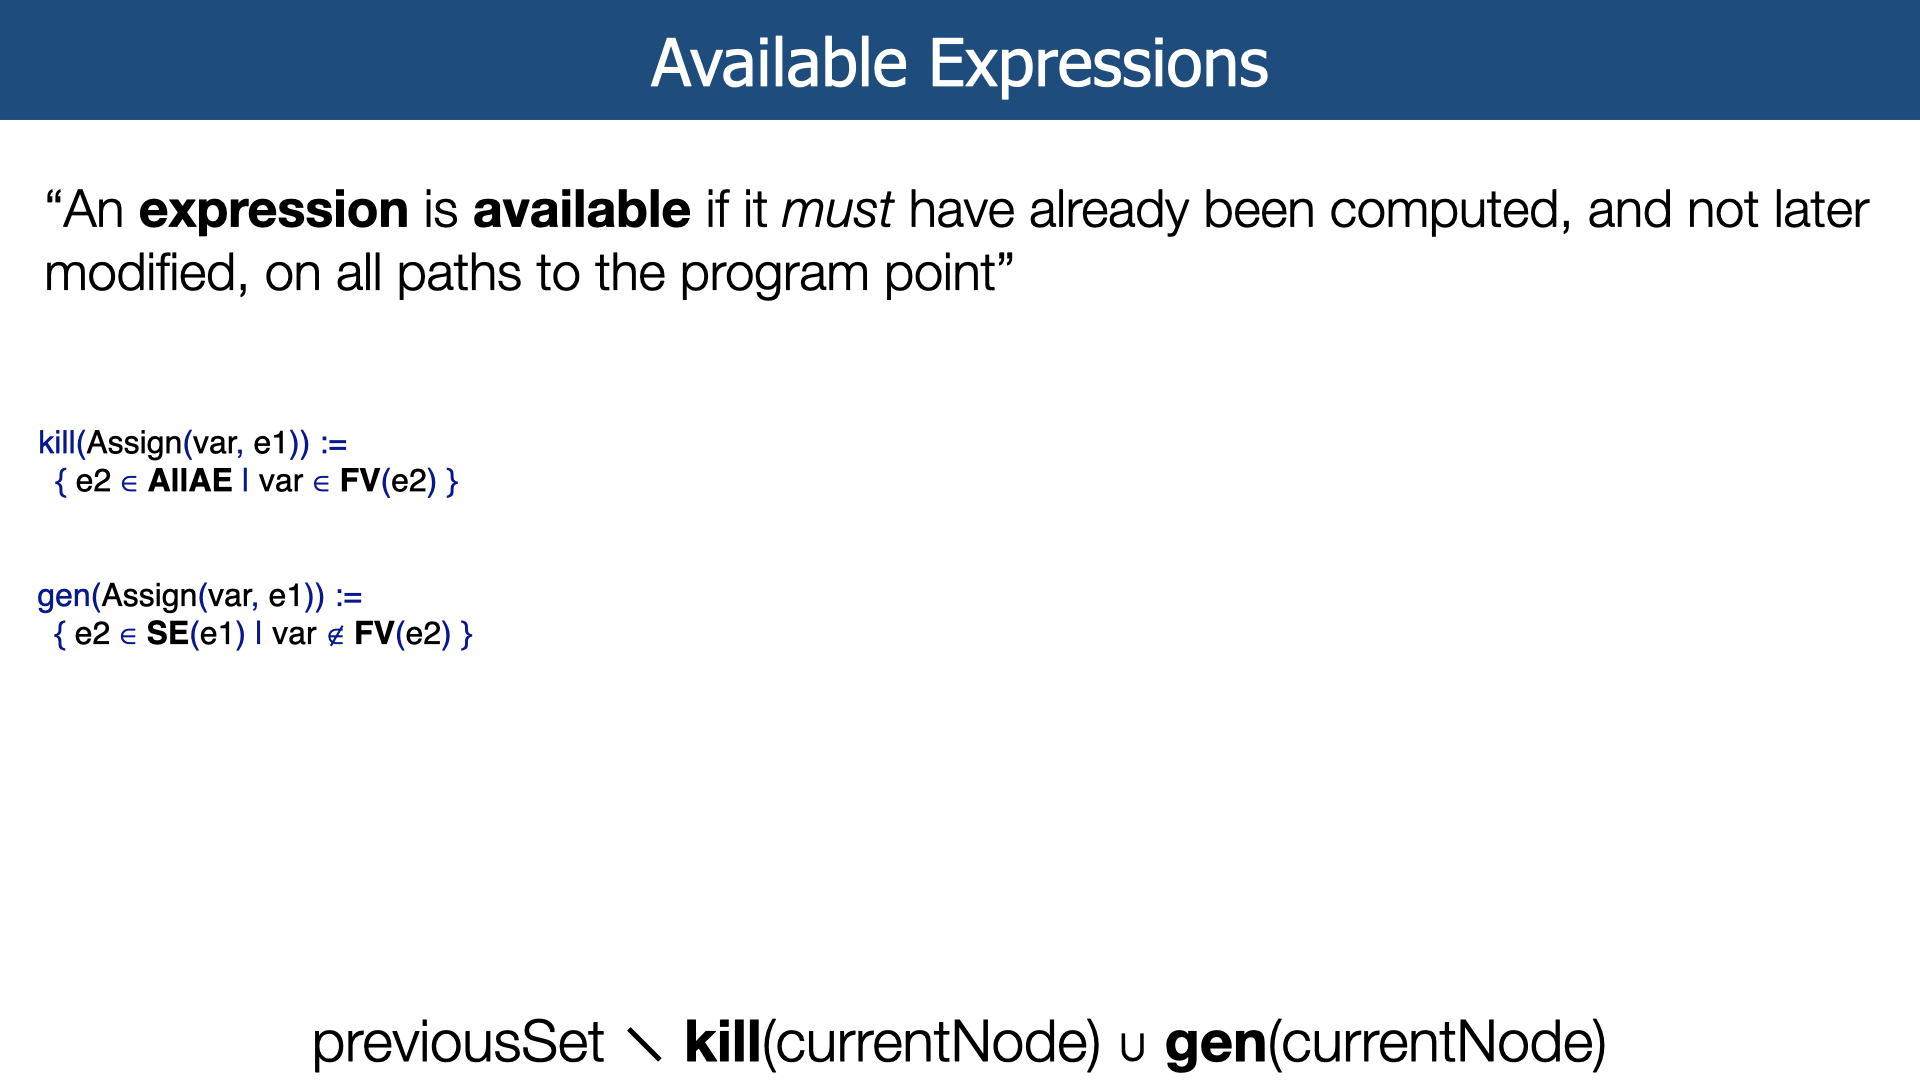 Available Expressions
“An expression is available if it must have already been computed, and not later
modified, on all paths to the program point”
kill(Assign(var, e1)) :=
{ e2 ∈ AllAE | var ∈ FV(e2) }
gen(Assign(var, e1)) :=
{ e2 ∈ SE(e1) | var ∉ FV(e2) }
previousSet ∖ kill(currentNode) ∪ gen(currentNode)